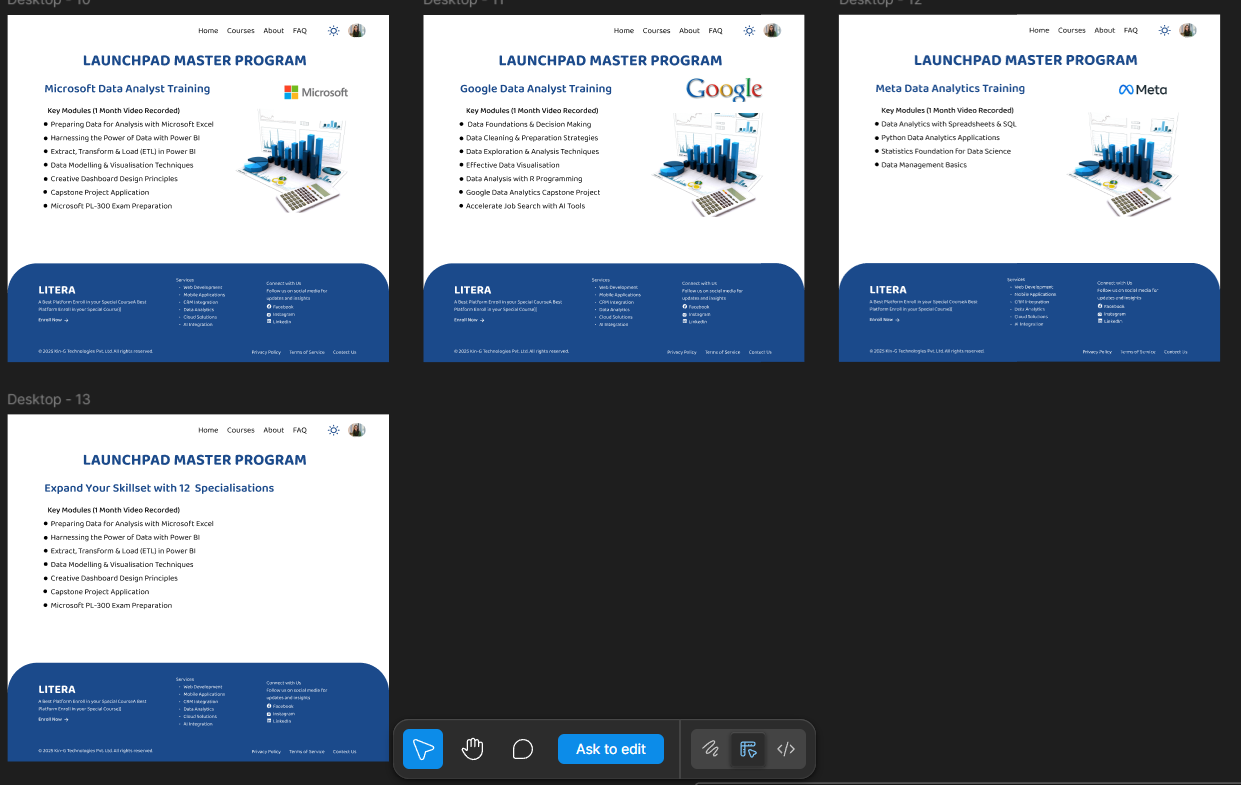 Desktop - 10
Home Courses About FAQ
LAUNCHPAD MASTER PROGRAM
Microsoft Data Analyst Training
Microsoft
Key Modules (1 Month Video Recorded)
Preparing Data for Analysis with Microsoft Excel
Harnessing the Power of Data with Power BI
Extract, Transform & Load (ETL) in Power BI
Data Modelling & Visualisation Techniques
Creative Dashboard Design Principles
Capstone Project Application
Microsoft PL-300 Exam Preparation
LITERA
A Best Platform Enroll in your Special CourseA Best
Platform Enroll in your Special Course||
Enroll Now →
Services
Web Development
Mobile Applications
CRM Integration
Data Analytics
Cloud Solutions
AI Integration
Connect with Us
Follow us on social media for
updates and insights
Facebook
Instagram
Linkedin
© 2025 Kin-G Technologies Pvt. Ltd. All rights reserved.
Privacy Policy Terms of Service Contact Us
Desktop - 11
Home Courses About FAQ
LAUNCHPAD MASTER PROGRAM
Google Data Analyst Training
Google
Key Modules (1 Month Video Recorded)
Data Foundations & Decision Making
Data Cleaning & Preparation Strategies
Data Exploration & Analysis Techniques
Effective Data Visualisation
Data Analysis with R Programming
Google Data Analytics Capstone Project
Accelerate Job Search with AI Tools
LITERA
A Best Platform Enroll in your Special CourseA Best
Platform Enroll in your Special Course||
Enroll Now →
Services
Web Development
Mobile Applications
CRM Integration
Data Analytics
Cloud Solutions
AI Integration
Connect with Us
Follow us on social media for
updates and insights
Facebook
Instagram
Linkedin
© 2025 Kin-G Technologies Pvt. Ltd. All rights reserved.
Privacy Policy Terms of Service Contact Us
Desktop - 12
Home Courses About FAQ
LAUNCHPAD MASTER PROGRAM
Meta Data Analytics Training
Meta
Key Modules (1 Month Video Recorded)
Data Analytics with Spreadsheets & SQL
Python Data Analytics Applications
Statistics Foundation for Data Science
Data Management Basics
LITERA
A Best Platform Enroll in your Special CourseA Best
Platform Enroll in your Special Course||
Enroll Now →
Services
Web Development
Mobile Applications
CRM Integration
Data Analytics
Cloud Solutions
AI Integration
Connect with Us
Follow us on social media for
updates and insights
Facebook
Instagram
Linkedin
© 2025 Kin-G Technologies Pvt. Ltd. All rights reserved.
Privacy Policy Terms of Service Contact Us
Desktop - 13
Home Courses About FAQ
LAUNCHPAD MASTER PROGRAM
Expand Your Skillset with 12 Specialisations
Key Modules (1 Month Video Recorded)
Preparing Data for Analysis with Microsoft Excel
Harnessing the Power of Data with Power BI
Extract, Transform & Load (ETL) in Power BI
Data Modelling & Visualisation Techniques
Creative Dashboard Design Principles
Capstone Project Application
Microsoft PL-300 Exam Preparation
LITERA
A Best Platform Enroll in your Special CourseA Best
Platform Enroll in your Special Course||
Enroll Now →
Services
Web Development
Mobile Applications
CRM Integration
Data Analytics
Cloud Solutions
AI Integration
Connect with Us
Follow us on social media for
updates and insights
Facebook
Instagram
Linkedin
© 2025 Kin-G Technologies Pvt. Ltd. All rights reserved.
Privacy Policy Terms of Service Contact Us
Ask to edit